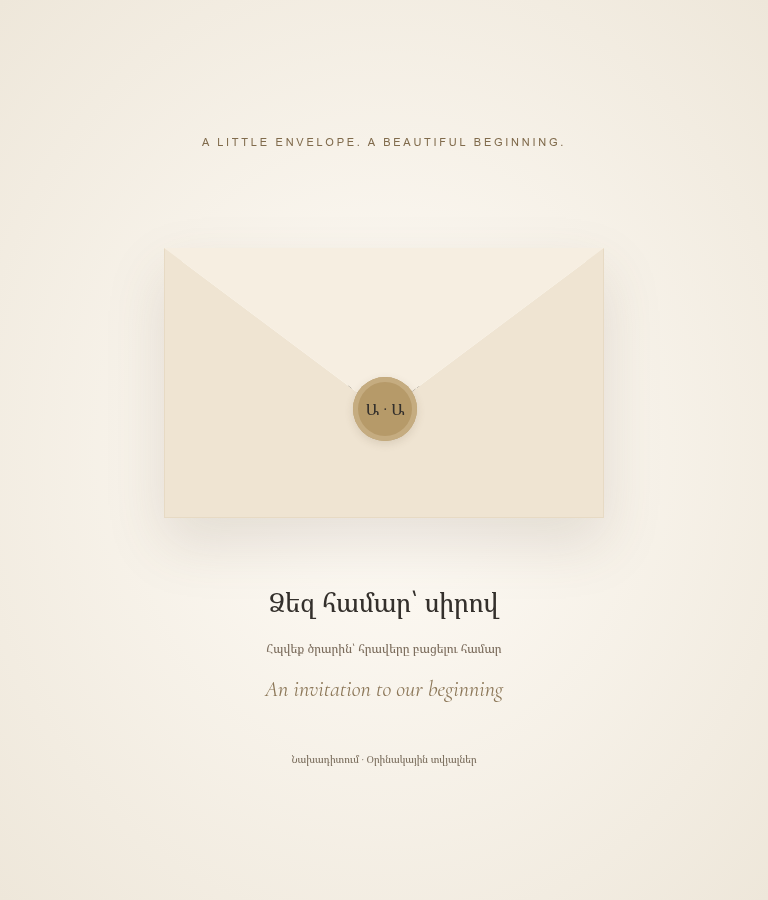 A LITTLE ENVELOPE. A BEAUTIFUL BEGINNING.
Ա · Ա
Ձեզ համար՝ սիրով
Հպվեք ծրարին՝ հրավերը բացելու համար
An invitation to our beginning
Նախադիտում · Օրինակային տվյալներ